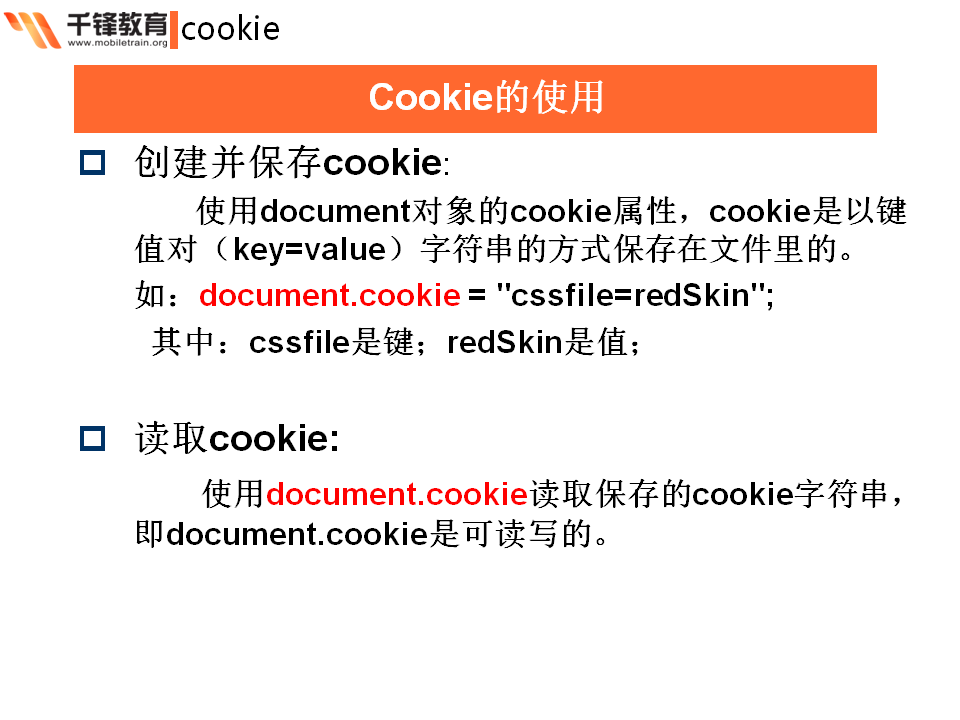 千锋教育
www.mobiletrain.org
cookie
Cookie的使用
创建并保存cookie:
使用document对象的cookie属性，cookie是以键
值对（key=value）字符串的方式保存在文件里的。
如：document.cookie = "cssfile=redSkin";
其中：cssfile是键；redSkin是值；
读取cookie:
使用document.cookie读取保存的cookie字符串，
即document.cookie是可读写的。